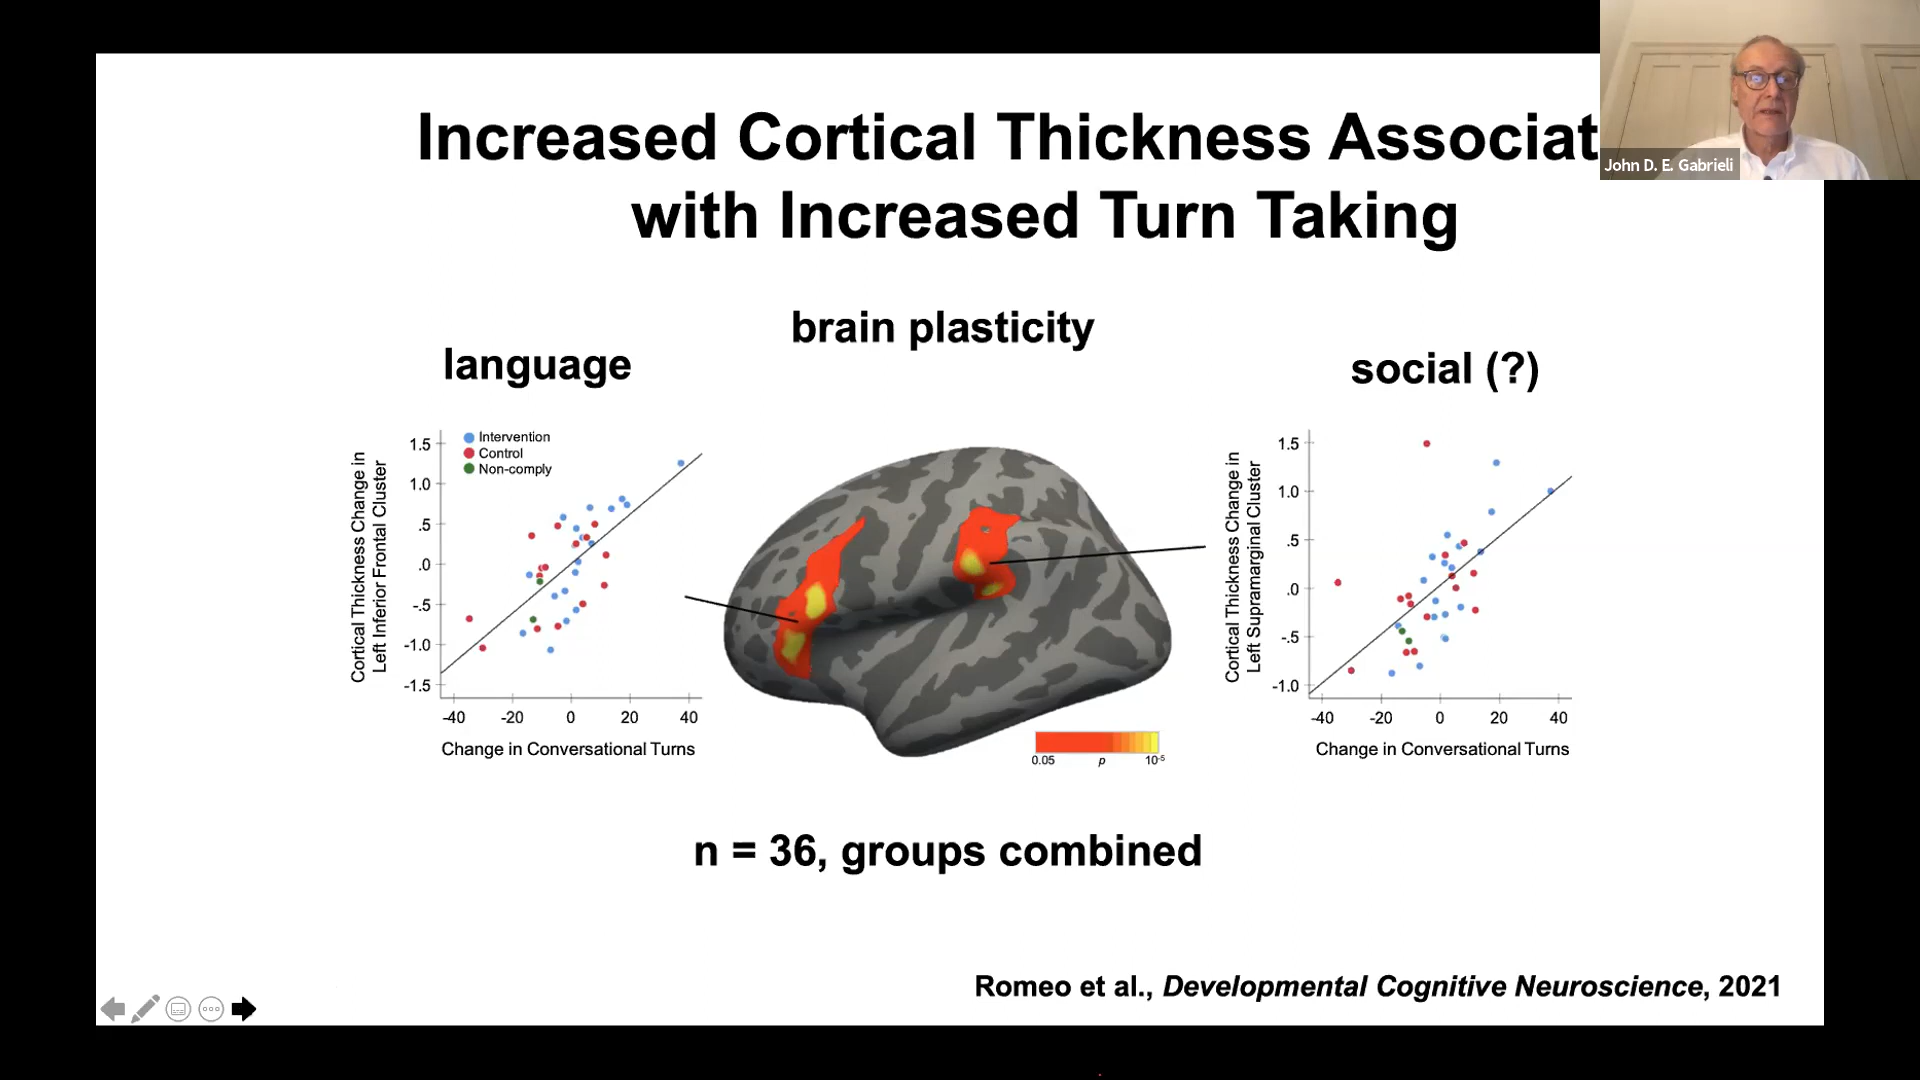 Increased Cortical Thickness Associat
with Increased Turn Taking
John D. E. Gabrieli
brain plasticity
language
social (?)
Cortical Thickness Change in
Left Inferior Frontal Cluster
1.5
1.0
.5
.0
-.5
-1.0
-1.5
Intervention
Control
Non-comply
-40 -20 0 20 40
Change in Conversational Turns
0.05 p 10-5
Cortical Thickness Change in
Left Supramarginal Cluster
1.5
1.0
.5
.0
-.5
-1.0
-40 -20 0 20 40
Change in Conversational Turns
n = 36, groups combined
Romeo et al., Developmental Cognitive Neuroscience, 2021